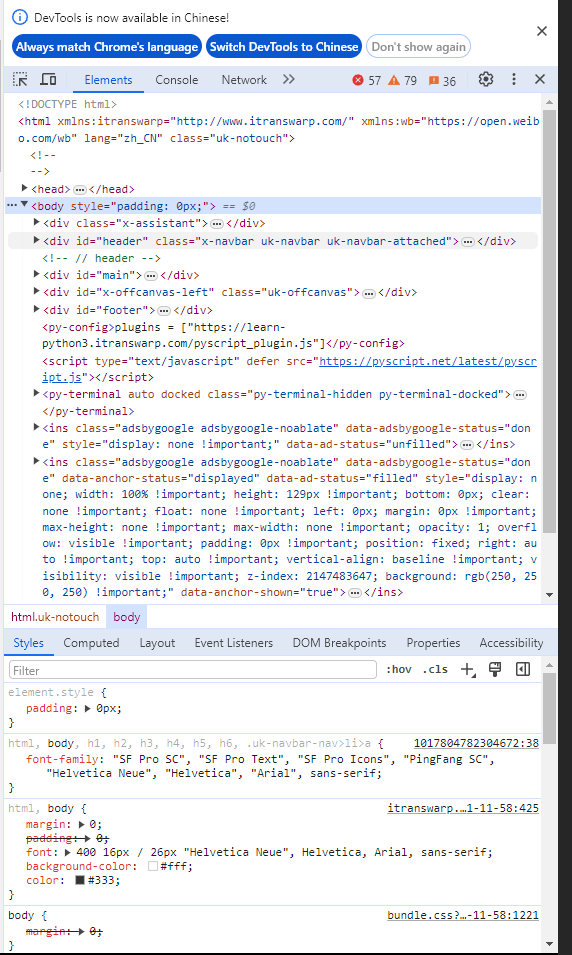 DevTools is now available in Chinese!
Always match Chrome's language Switch DevTools to Chinese Don't show again
Elements Console Network 57 79 36
<!DOCTYPE html>
<html xmlns:itranswarp="http://www.itranswarp.com/" xmlns:wb="https://open.weib
o.com/wb" lang="zh_CN" class="uk-notouch">
<!--
-->
<head>…</head>
<body style="padding: 0px;"> == $0
<div class="x-assistant">…</div>
<div id="header" class="x-navbar uk-navbar uk-navbar-attached">…</div>
<!-- // header -->
<div id="main">…</div>
<div id="x-offcanvas-left" class="uk-offcanvas">…</div>
<div id="footer">…</div>
<py-config>plugins = ["https://learn-
python3.itranswarp.com/pyscript_plugin.js"]</py-config>
<script type="text/javascript" defer src="https://pyscript.net/latest/pyscr
ipt.js"></script>
<py-terminal auto docked class="py-terminal-hidden py-terminal-docked">…
</py-terminal>
<ins class="adsbygoogle adsbygoogle-noablate" data-adsbygoogle-status="don
e" style="display: none !important;" data-ad-status="unfilled">…</ins>
<ins class="adsbygoogle adsbygoogle-noablate" data-adsbygoogle-status="don
e" data-anchor-status="displayed" data-ad-status="filled" style="display: n
one; width: 100% !important; height: 129px !important; bottom: 0px; clear:
none !important; float: none !important; left: 0px; margin: 0px !important;
max-height: none !important; max-width: none !important; opacity: 1; overfl
ow: visible !important; padding: 0px !important; position: fixed; right: au
to !important; top: auto !important; vertical-align: baseline !important; v
isibility: visible !important; z-index: 2147483647; background: rgb(250, 25
0, 250) !important;" data-anchor-shown="true">…</ins>
html.uk-notouch body
Styles Computed Layout Event Listeners DOM Breakpoints Properties Accessibility
Filter :hov .cls
element.style {
padding: 0px;
}
html, body, h1, h2, h3, h4, h5, h6, .uk-navbar-nav>li>a { 1017804782304672:38
font-family: "SF Pro SC", "SF Pro Text", "SF Pro Icons", "PingFang SC",
"Helvetica Neue", "Helvetica", "Arial", sans-serif;
}
html, body { itranswarp.…1-11-58:425
margin: 0;
padding: 0;
font: 400 16px / 26px "Helvetica Neue", Helvetica, Arial, sans-serif;
background-color: #fff;
color: #333;
}
body { bundle.css?…-11-58:1221
margin: 0;
}